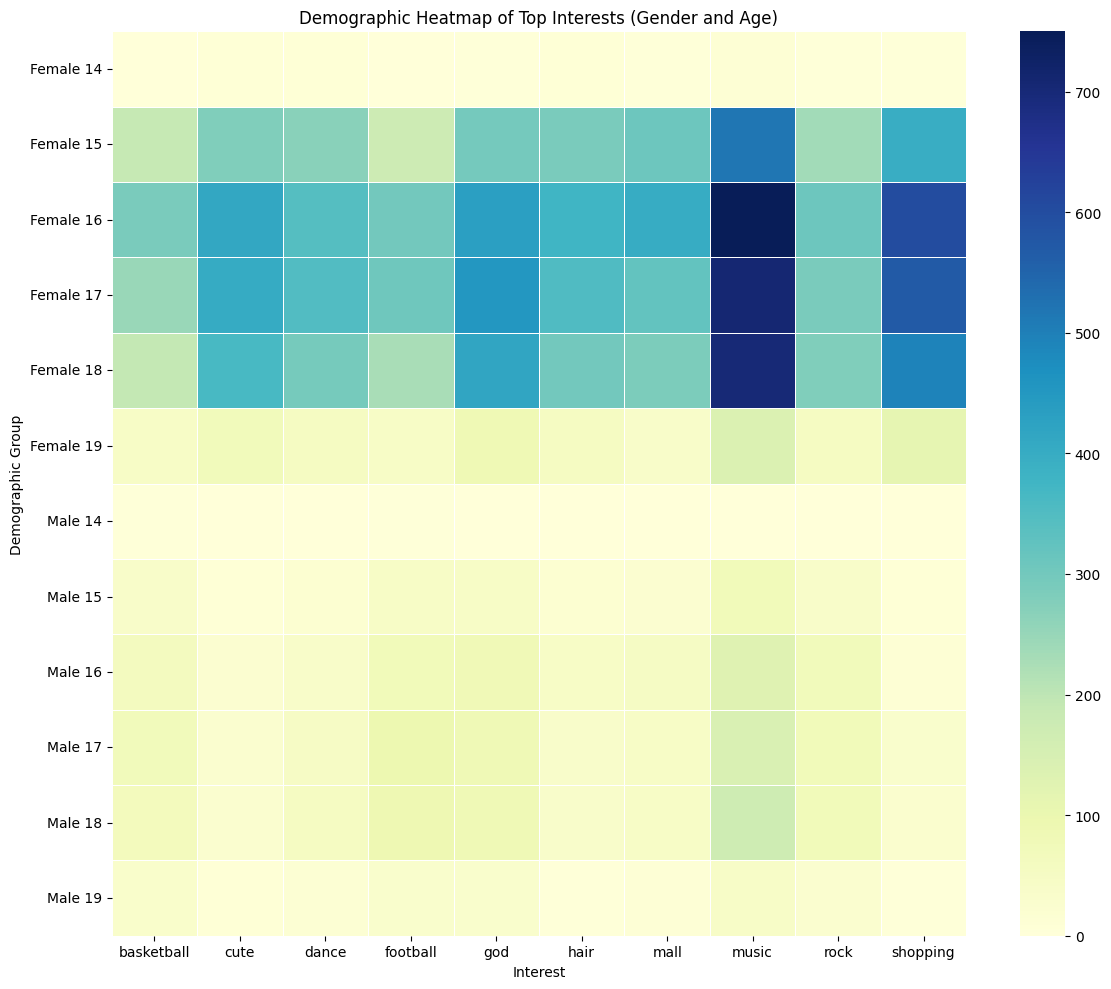 Demographic Heatmap of Top Interests (Gender and Age)
Demographic Group
Female 14
Female 15
Female 16
Female 17
Female 18
Female 19
Male 14
Male 15
Male 16
Male 17
Male 18
Male 19
basketball cute dance football god hair mall music rock shopping
Interest
700
600
500
400
300
200
100
0